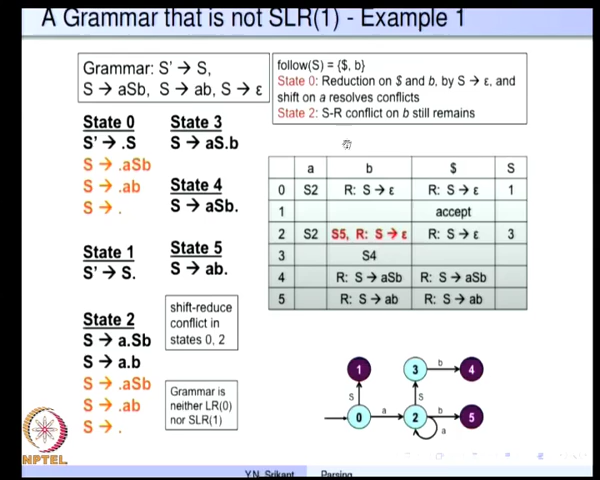 A Grammar that is not SLR(1) - Example 1
Grammar: S' → S,
S → aSb, S → ab, S → ε
follow(S) = {$, b}
State 0: Reduction on $ and b, by S → ε, and
shift on a resolves conflicts
State 2: S-R conflict on b still remains
State 0
S' → .S
S → .aSb
S → .ab
S → .
State 1
S' → S.
State 2
S → a.Sb
S → a.b
S → .aSb
S → .ab
S → .
State 3
S → aS.b
State 4
S → aSb.
State 5
S → ab.
shift-reduce
conflict in
states 0, 2
Grammar is
neither LR(0)
nor SLR(1)
a b $ S
0 S2 R: S → ε R: S → ε 1
1 accept
2 S2 S5, R: S → ε R: S → ε 3
3 S4
4 R: S → aSb R: S → aSb
5 R: S → ab R: S → ab
1 3 b 4
S S
0 a 2 b 5
a
NPTEL
Y.N. Srikant Parsing